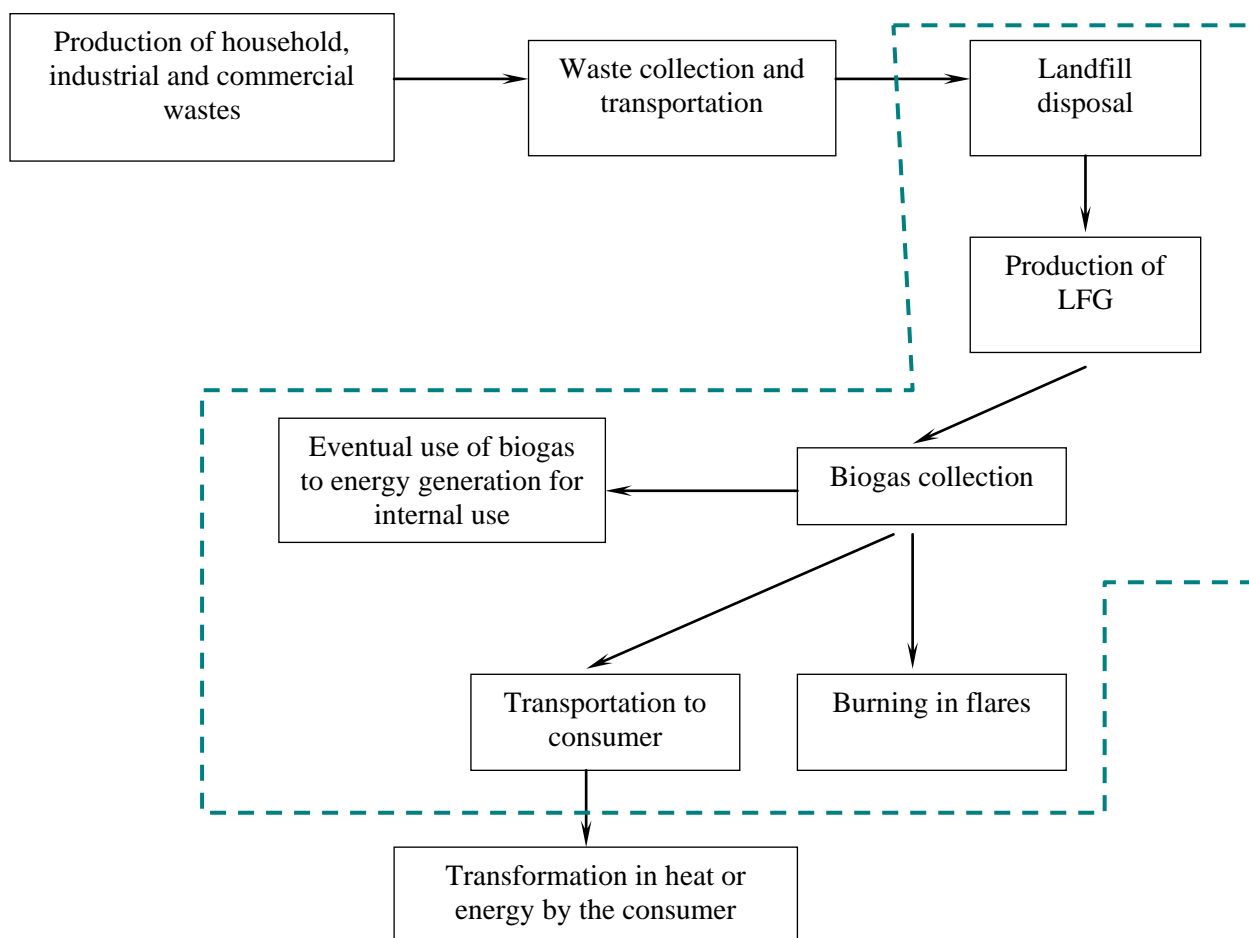 Production of household,
industrial and commercial
wastes
Waste collection and
transportation
Landfill
disposal
Production of
LFG
Eventual use of biogas
to energy generation for
internal use
Biogas collection
Transportation to
consumer
Burning in flares
Transformation in heat or
energy by the consumer